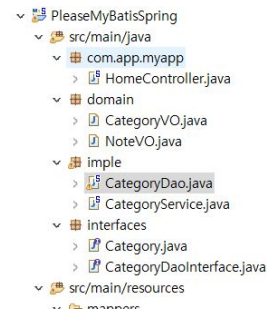 PleaseMyBatisSpring
src/main/java
com.app.myapp
HomeController.java
domain
CategoryVO.java
NoteVO.java
imple
CategoryDao.java
CategoryService.java
interfaces
Category.java
CategoryDaoInterface.java
src/main/resources
mappers